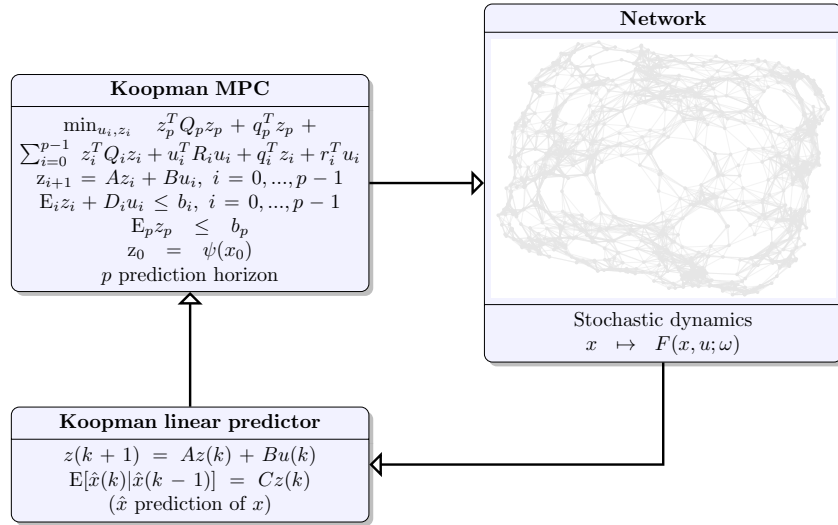 Koopman MPC
min_{u_i,z_i} z_p^T Q_p z_p + q_p^T z_p +
∑_{i=0}^{p−1} z_i^T Q_i z_i + u_i^T R_i u_i + q_i^T z_i + r_i^T u_i
z_{i+1} = Az_i + Bu_i, i = 0, ..., p − 1
E_i z_i + D_i u_i ≤ b_i, i = 0, ..., p − 1
E_p z_p ≤ b_p
z_0 = ψ(x_0)
p prediction horizon
Network
Stochastic dynamics
x ↦ F(x, u; ω)
Koopman linear predictor
z(k + 1) = Az(k) + Bu(k)
E[x̂(k)|x̂(k − 1)] = Cz(k)
(x̂ prediction of x)